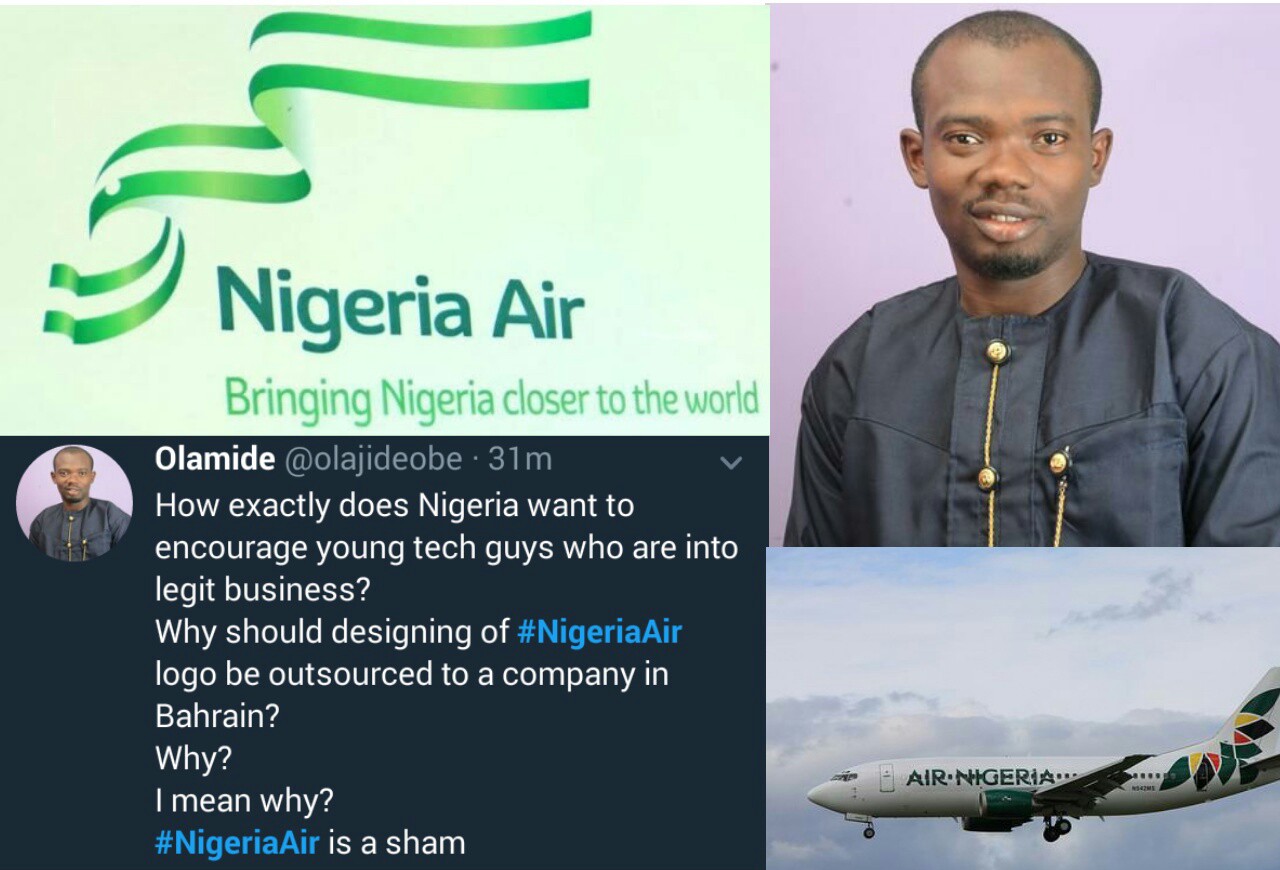 Nigeria Air
Bringing Nigeria closer to the world
Olamide @olajideobe · 31m
How exactly does Nigeria want to
encourage young tech guys who are into
legit business?
Why should designing of #NigeriaAir
logo be outsourced to a company in
Bahrain?
Why?
I mean why?
#NigeriaAir is a sham
AIR NIGERIA